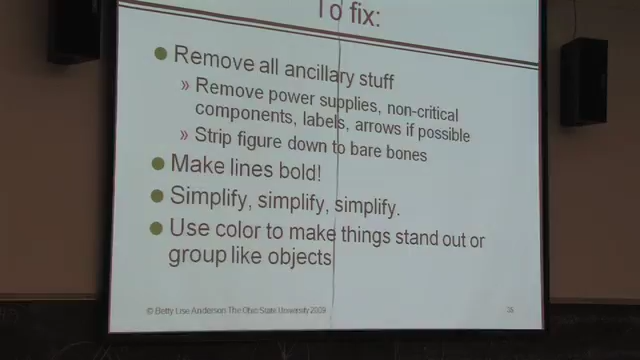 To fix:
• Remove all ancillary stuff
» Remove power supplies, non-critical
components, labels, arrows if possible
» Strip figure down to bare bones
• Make lines bold!
• Simplify, simplify, simplify.
• Use color to make things stand out or
group like objects
© Betty Lise Anderson The Ohio State University 2009